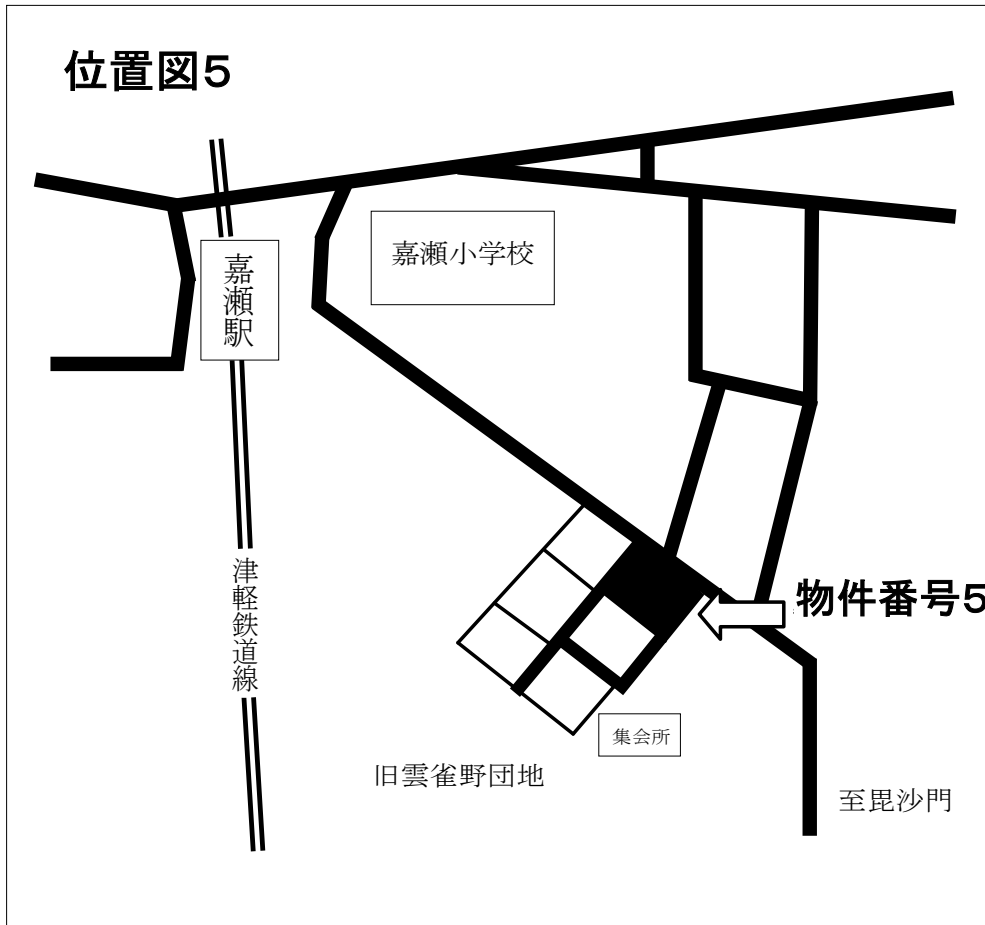 位置図5
嘉瀬小学校
嘉瀬駅
物件番号5
津軽鉄道線
集会所
旧雲雀野団地
至毘沙門